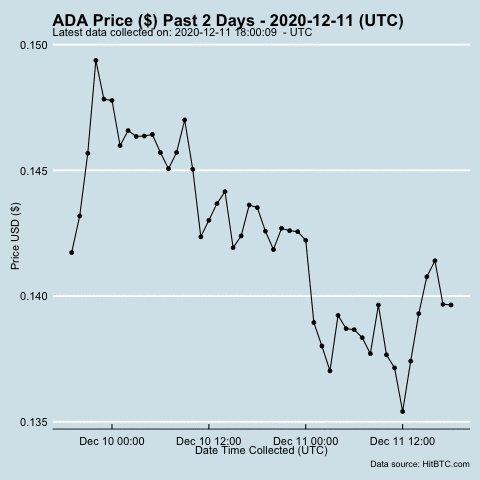 ADA Price ($) Past 2 Days - 2020-12-11 (UTC)
Latest data collected on: 2020-12-11 18:00:09  - UTC
0.150
0.145
0.140
0.135
Price USD ($)
Dec 10 00:00 Dec 10 12:00 Dec 11 00:00 Dec 11 12:00
Date Time Collected (UTC)
Data source: HitBTC.com